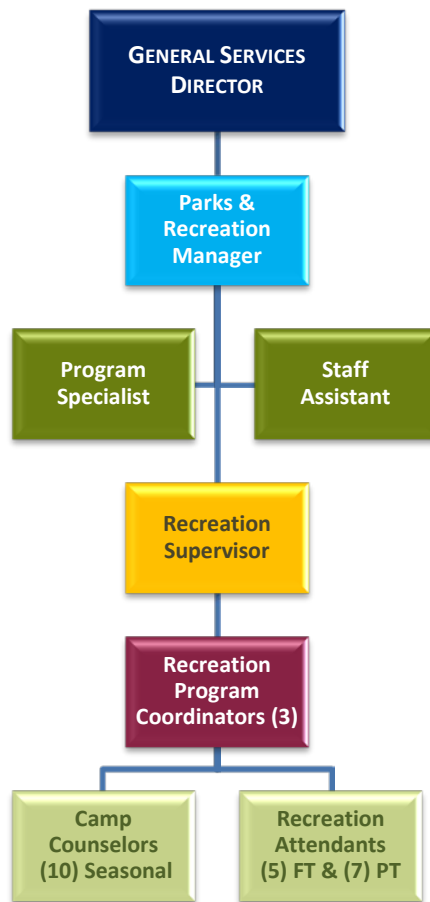 GENERAL SERVICES
DIRECTOR
Parks &
Recreation
Manager
Program
Specialist
Staff
Assistant
Recreation
Supervisor
Recreation
Program
Coordinators (3)
Camp
Counselors
(10) Seasonal
Recreation
Attendants
(5) FT & (7) PT